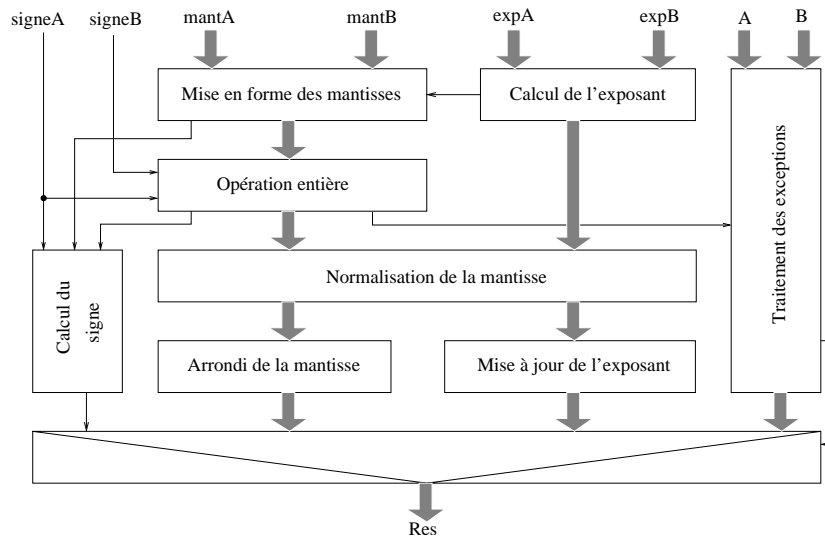 signeA signeB mantA mantB expA expB A B
Mise en forme des mantisses
Calcul de l'exposant
Opération entière
Traitement des exceptions
Calcul du
signe
Normalisation de la mantisse
Arrondi de la mantisse
Mise à jour de l'exposant
Res